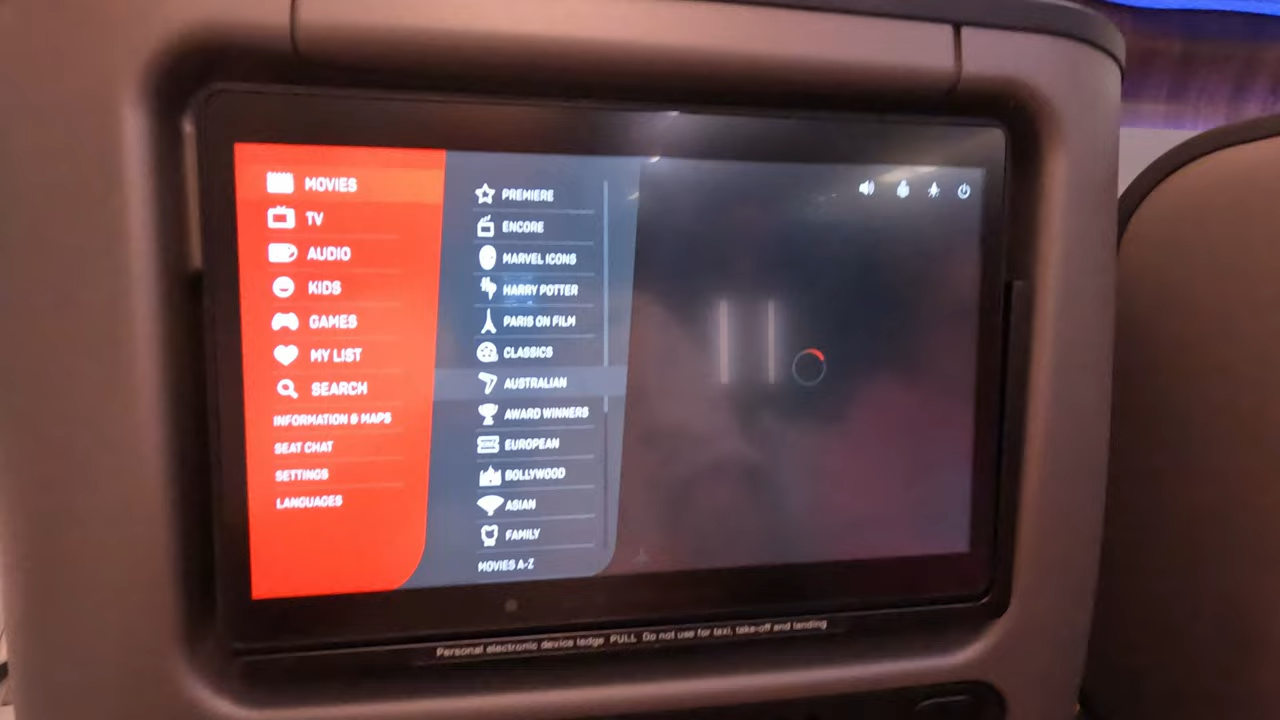 MOVIES
TV
AUDIO
KIDS
GAMES
MY LIST
SEARCH
INFORMATION & MAPS
SEAT CHAT
SETTINGS
LANGUAGES
PREMIERE
ENCORE
MARVEL ICONS
HARRY POTTER
PARIS ON FILM
CLASSICS
AUSTRALIAN
AWARD WINNERS
EUROPEAN
BOLLYWOOD
ASIAN
FAMILY
MOVIES A-Z
Personal electronic device ledge PULL Do not use for taxi, take-off and landing